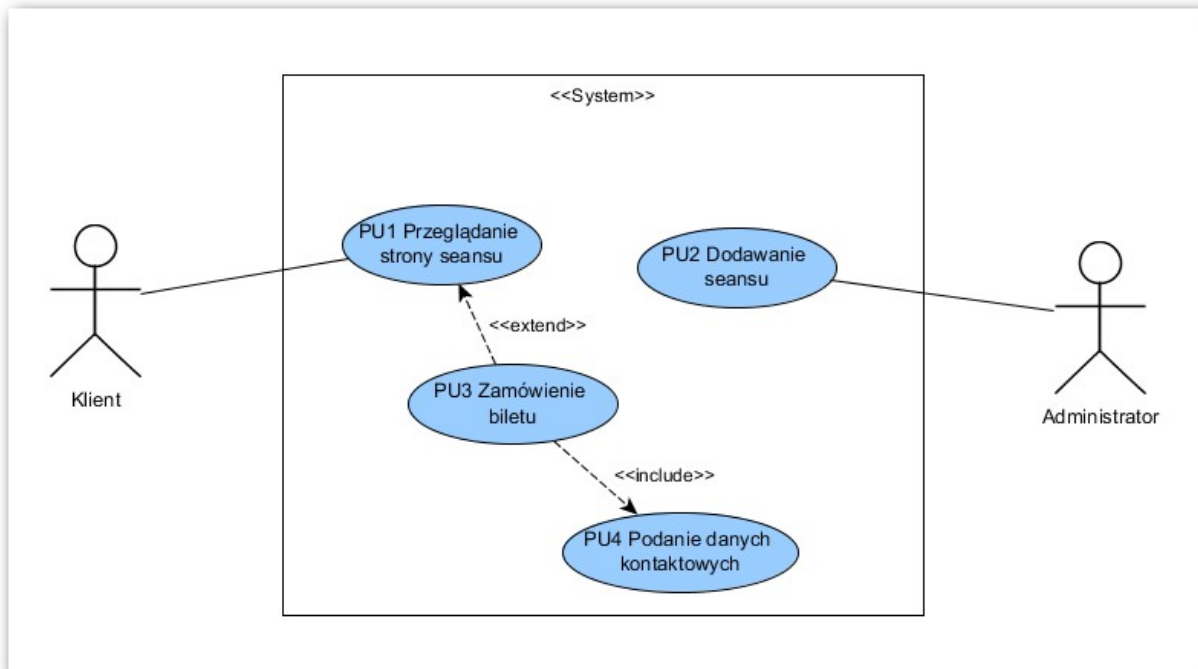 <<System>>
PU1 Przeglądanie
strony seansu
PU2 Dodawanie
seansu
<<extend>>
PU3 Zamówienie
biletu
Klient
Administrator
<<include>>
PU4 Podanie danych
kontaktowych